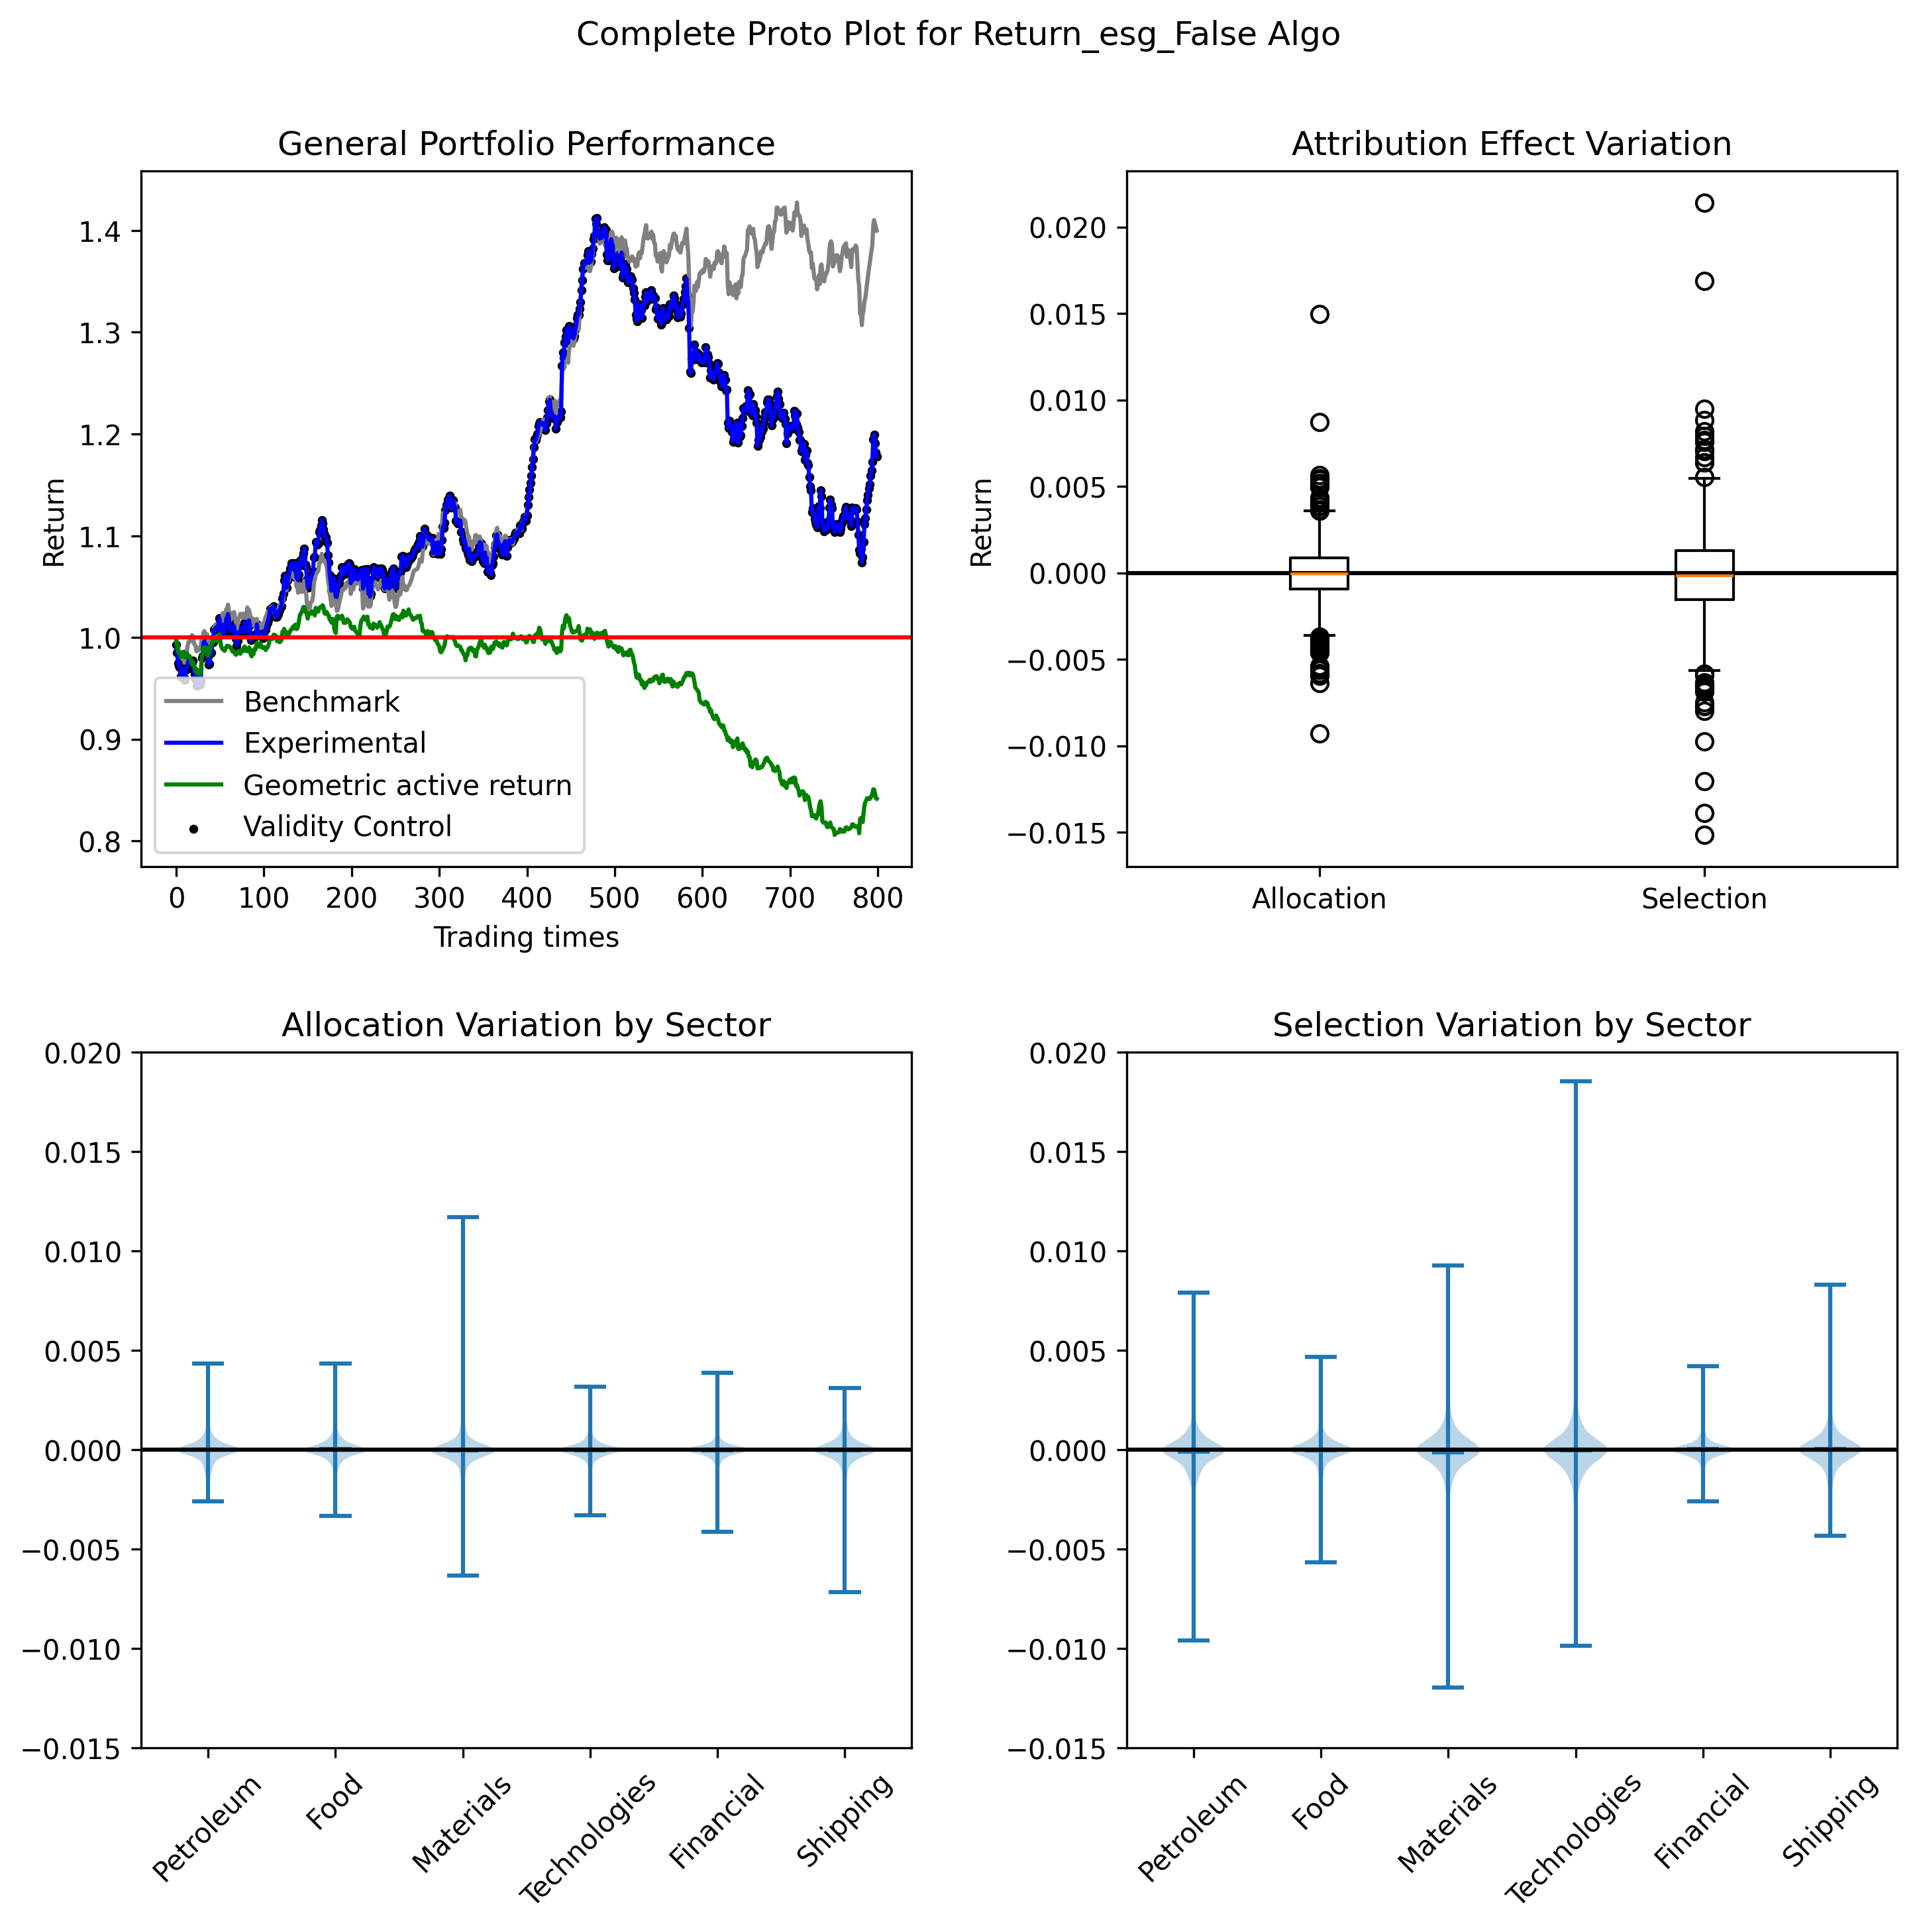 Complete Proto Plot for Return_esg_False Algo
General Portfolio Performance
Return
1.4
1.3
1.2
1.1
1.0
0.9
0.8
Benchmark
Experimental
Geometric active return
Validity Control
0 100 200 300 400 500 600 700 800
Trading times
Attribution Effect Variation
Return
0.020
0.015
0.010
0.005
0.000
−0.005
−0.010
−0.015
Allocation Selection
Allocation Variation by Sector
0.020
0.015
0.010
0.005
0.000
−0.005
−0.010
−0.015
Petroleum Food Materials Technologies Financial Shipping
Selection Variation by Sector
0.020
0.015
0.010
0.005
0.000
−0.005
−0.010
−0.015
Petroleum Food Materials Technologies Financial Shipping